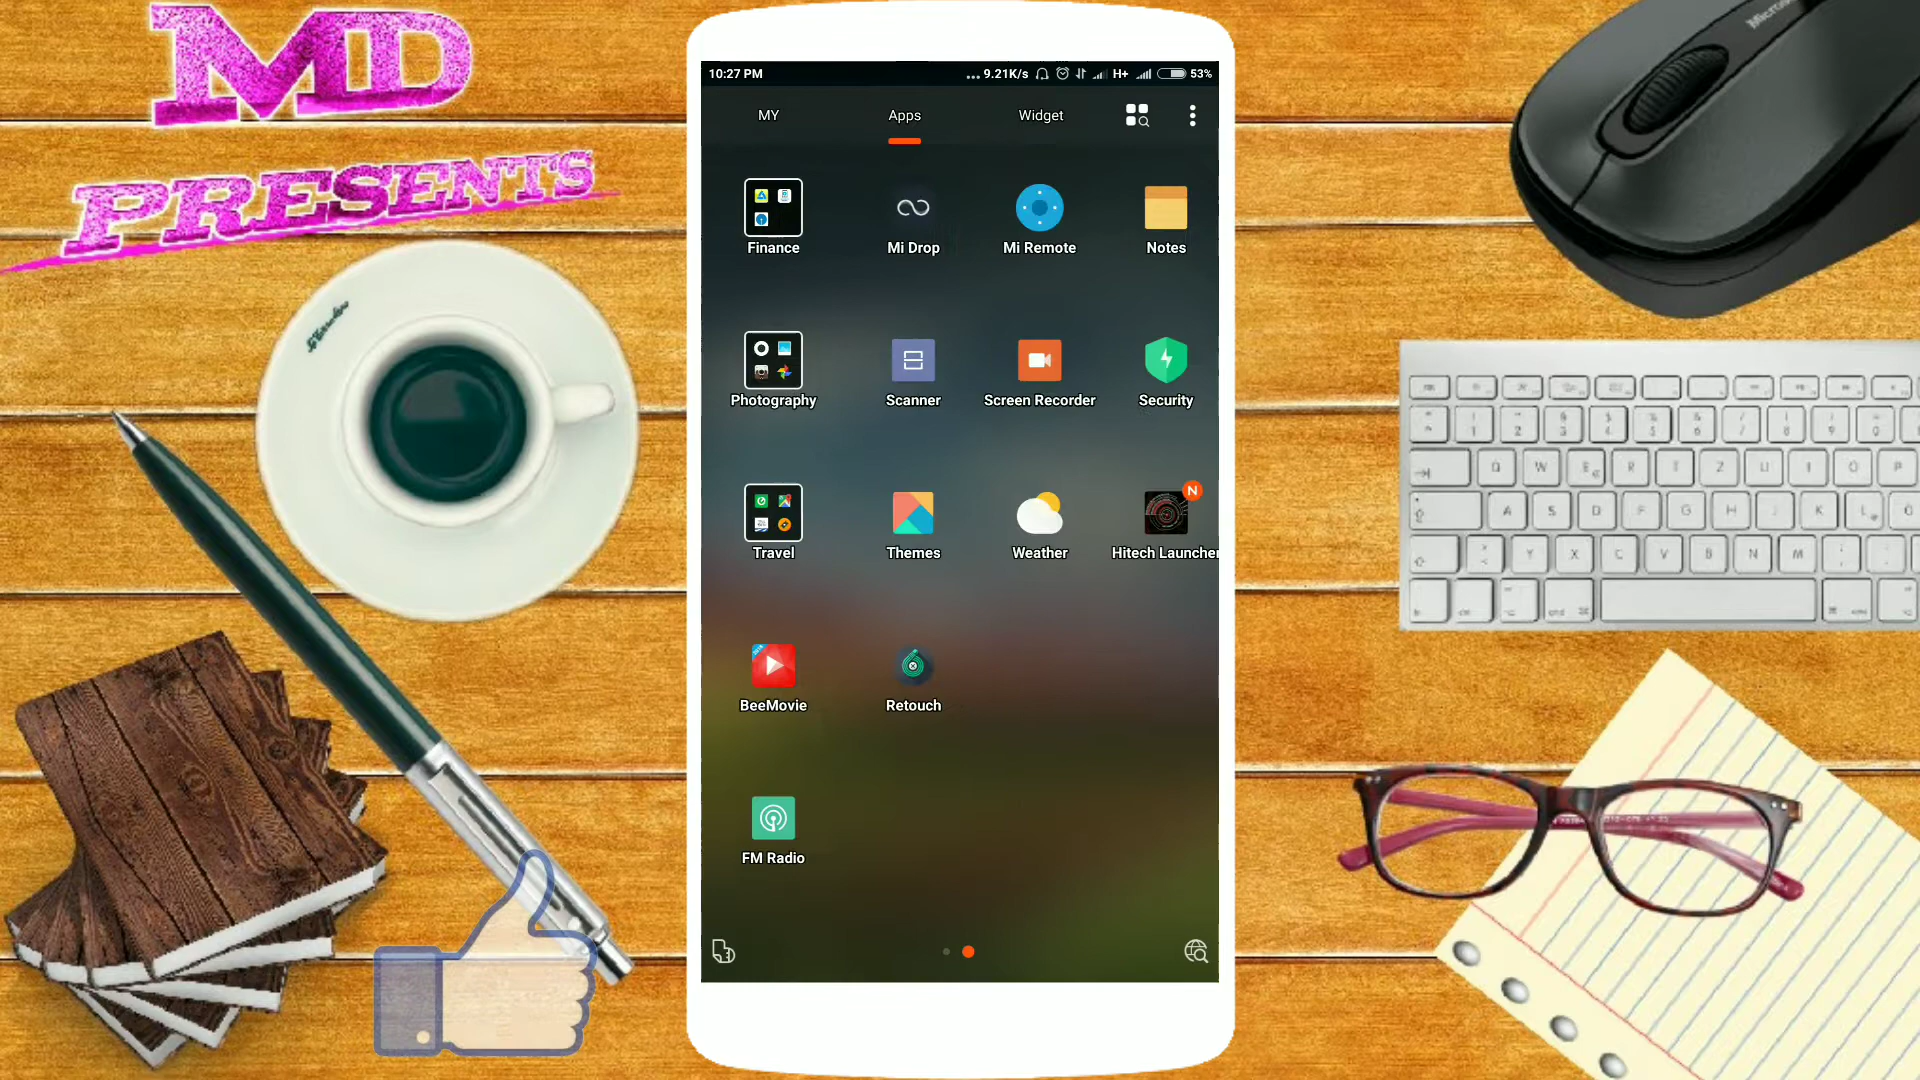 MD
PRESENTS
Microsoft
10:27 PM
... 9.21K/s H+ 53%
MY Apps Widget
Finance Mi Drop Mi Remote Notes
Photography Scanner Screen Recorder Security
N
Travel Themes Weather Hitech Launcher
BeeMovie Retouch
FM Radio
Q W E R T Z U I O P
A S D F G H J K L
Y X C V B N M